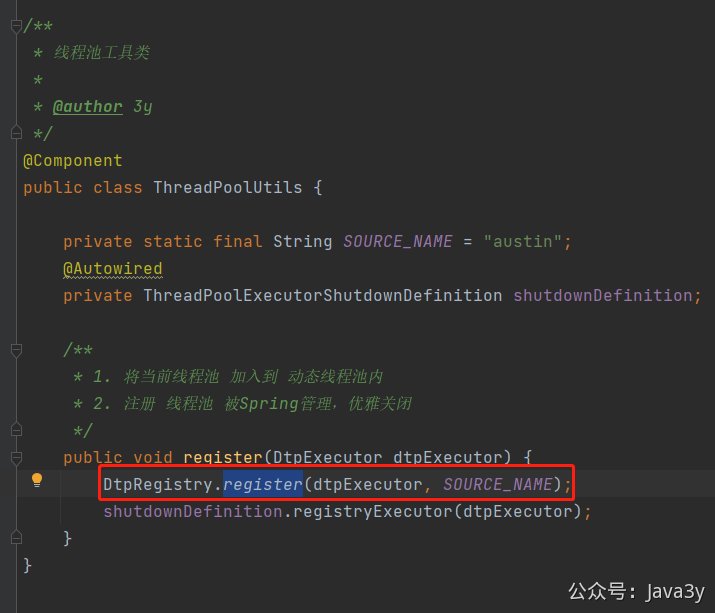 /**
 * 线程池工具类
 *
 * @author 3y
 */
@Component
public class ThreadPoolUtils {
private static final String SOURCE_NAME = "austin";
@Autowired
private ThreadPoolExecutorShutdownDefinition shutdownDefinition;
/**
 * 1. 将当前线程池 加入到 动态线程池内
 * 2. 注册 线程池 被Spring管理，优雅关闭
 */
public void register(DtpExecutor dtpExecutor) {
DtpRegistry.register(dtpExecutor, SOURCE_NAME);
shutdownDefinition.registryExecutor(dtpExecutor);
}
}
公众号：Java3y